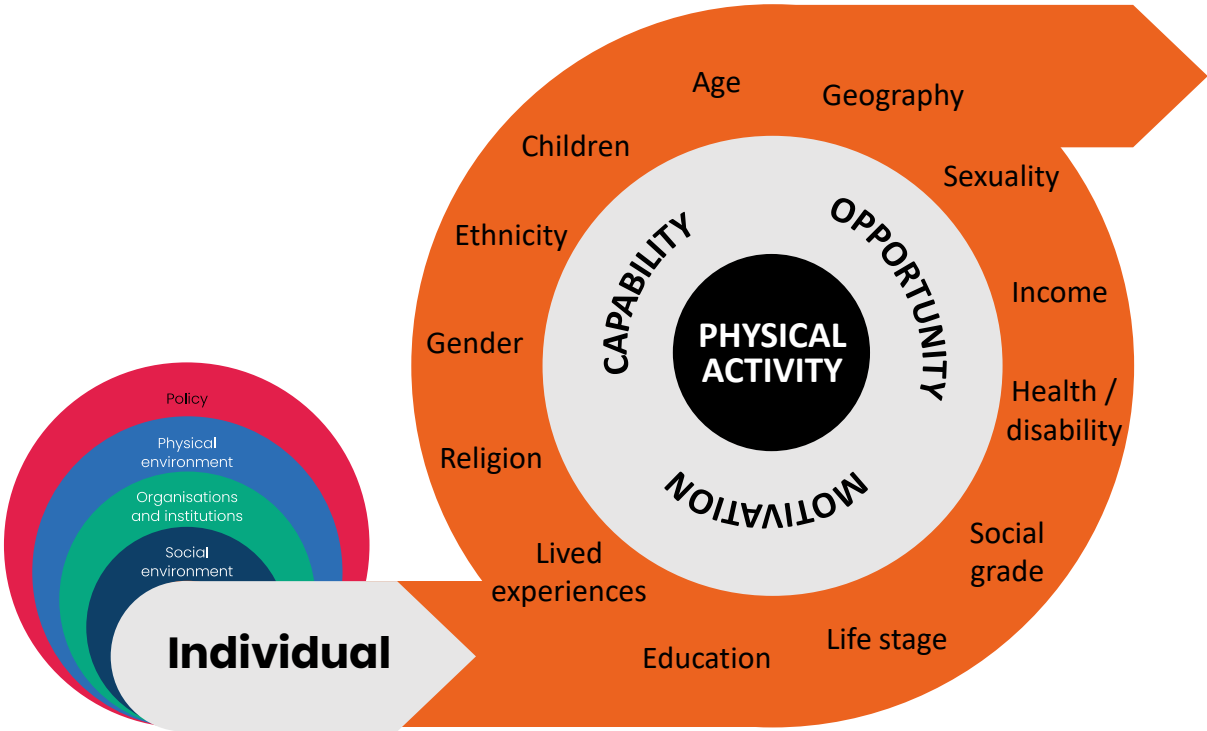 Policy
Physical
environment
Organisations
and institutions
Social
environment
Individual
Age
Geography
Children
Sexuality
Ethnicity
Income
Gender
Health /
disability
Religion
Social
grade
Lived
experiences
Life stage
Education
CAPABILITY
OPPORTUNITY
MOTIVATION
PHYSICAL
ACTIVITY